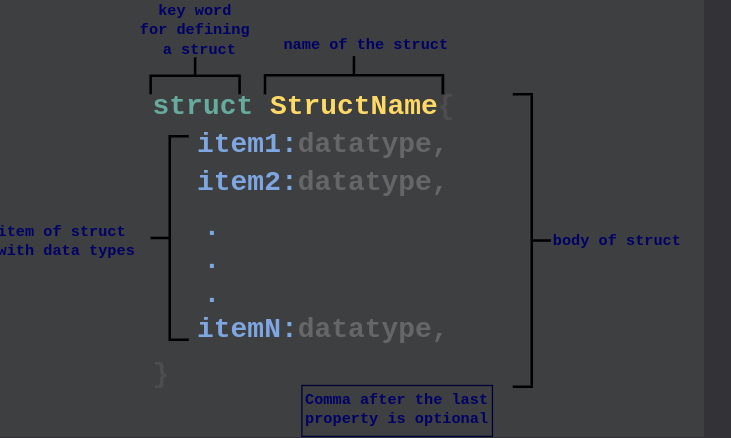 key word
for defining
a struct
name of the struct
struct StructName{
item1:datatype,
item2:datatype,
.
.
.
itemN:datatype,
}
item of struct
with data types
body of struct
Comma after the last
property is optional